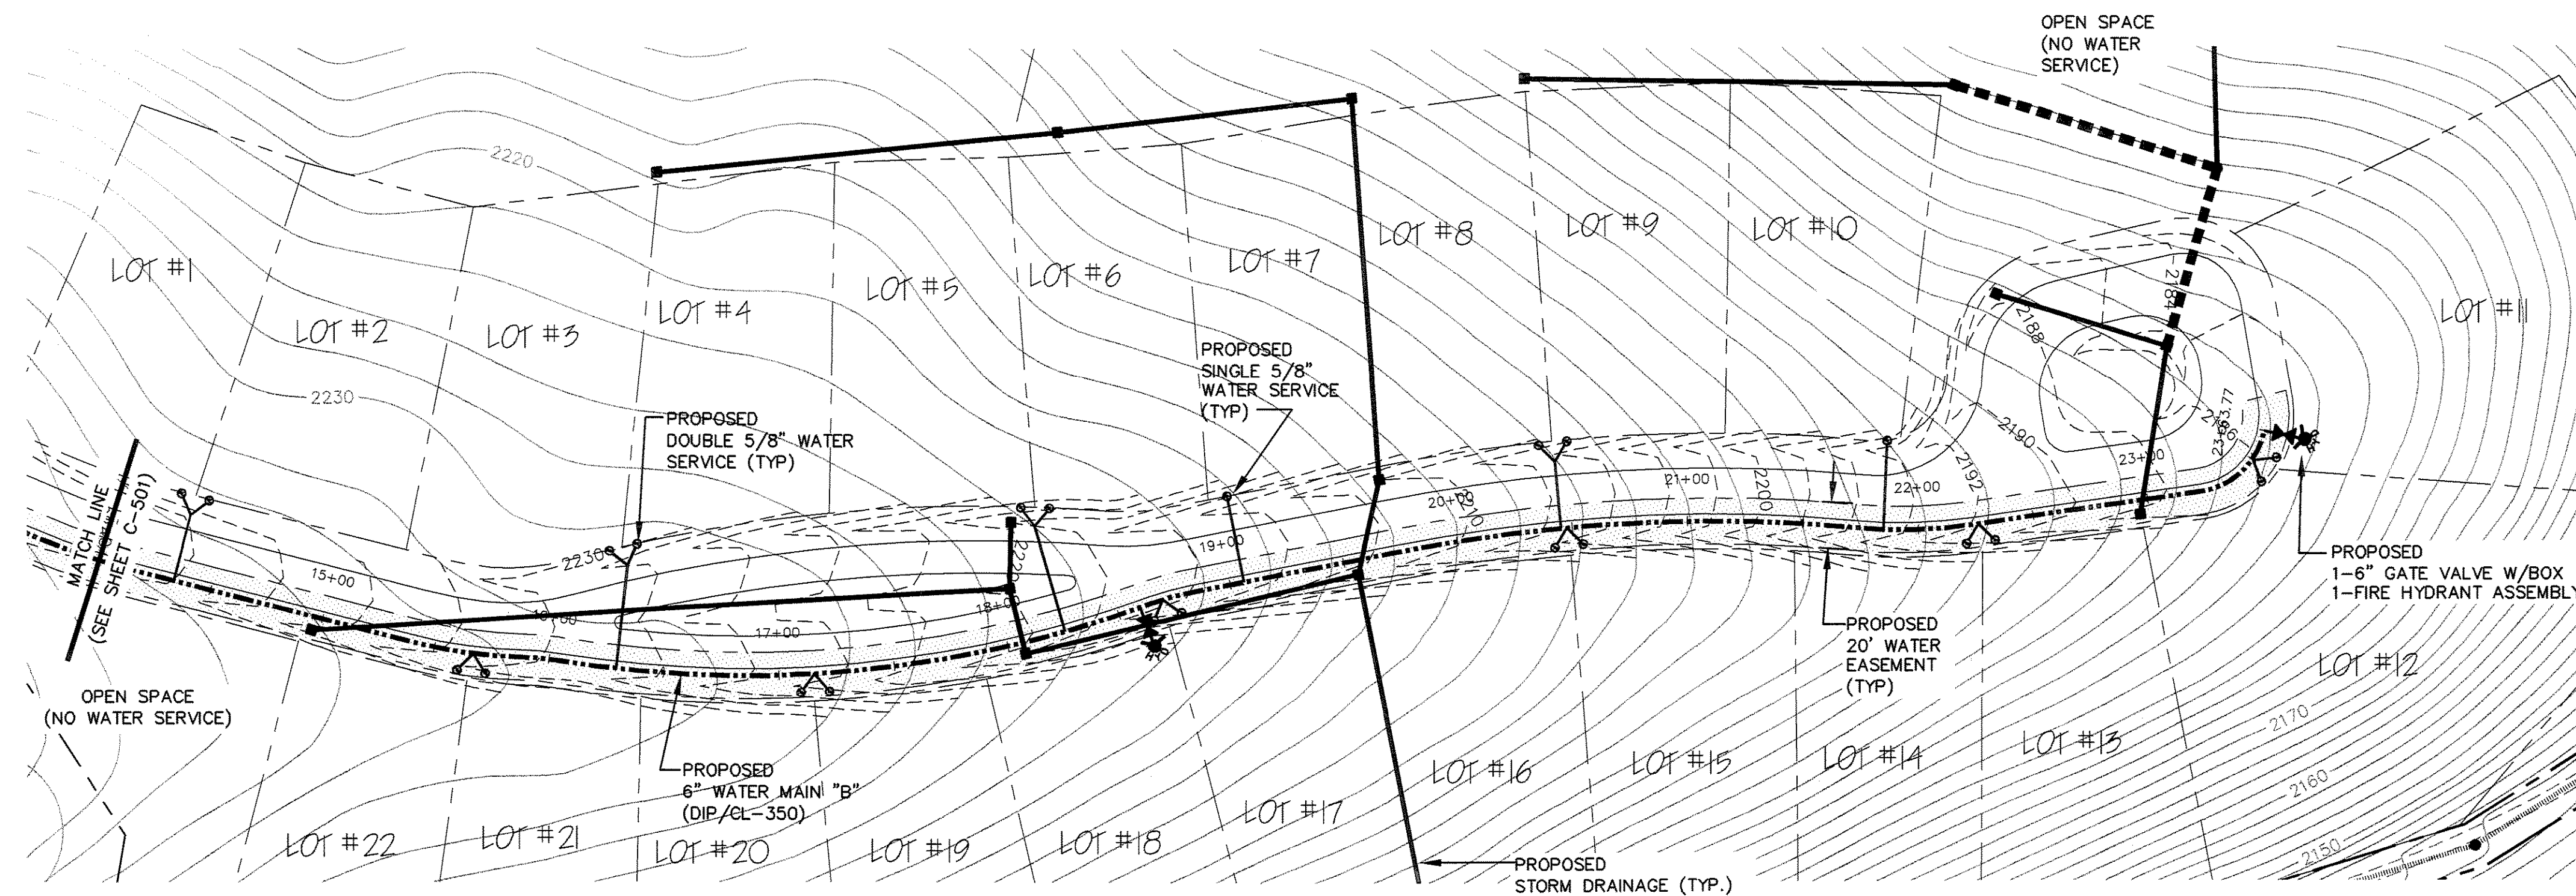 OPEN SPACE
(NO WATER
SERVICE)
2220
LOT #1
LOT #2
LOT #3
LOT #4
LOT #5
LOT #6
LOT #7
LOT #8
LOT #9
LOT #10
LOT #11
2184
2188
2230
PROPOSED
SINGLE 5/8"
WATER SERVICE
(TYP)
PROPOSED
DOUBLE 5/8" WATER
SERVICE (TYP)
MATCH LINE
(SEE SHEET C-501)
2230
2220
2210
2200
2192
2190
15+00
17+00
18+00
19+00
20+00
21+00
22+00
23+00
PROPOSED
1-6" GATE VALVE W/BOX
1-FIRE HYDRANT ASSEMBLY
PROPOSED
20' WATER
EASEMENT
(TYP)
OPEN SPACE
(NO WATER SERVICE)
PROPOSED
6" WATER MAIN "B"
(DIP/CL-350)
LOT #12
LOT #13
LOT #14
LOT #15
LOT #16
LOT #17
LOT #18
LOT #19
LOT #20
LOT #21
LOT #22
2170
2160
2150
PROPOSED
STORM DRAINAGE (TYP.)